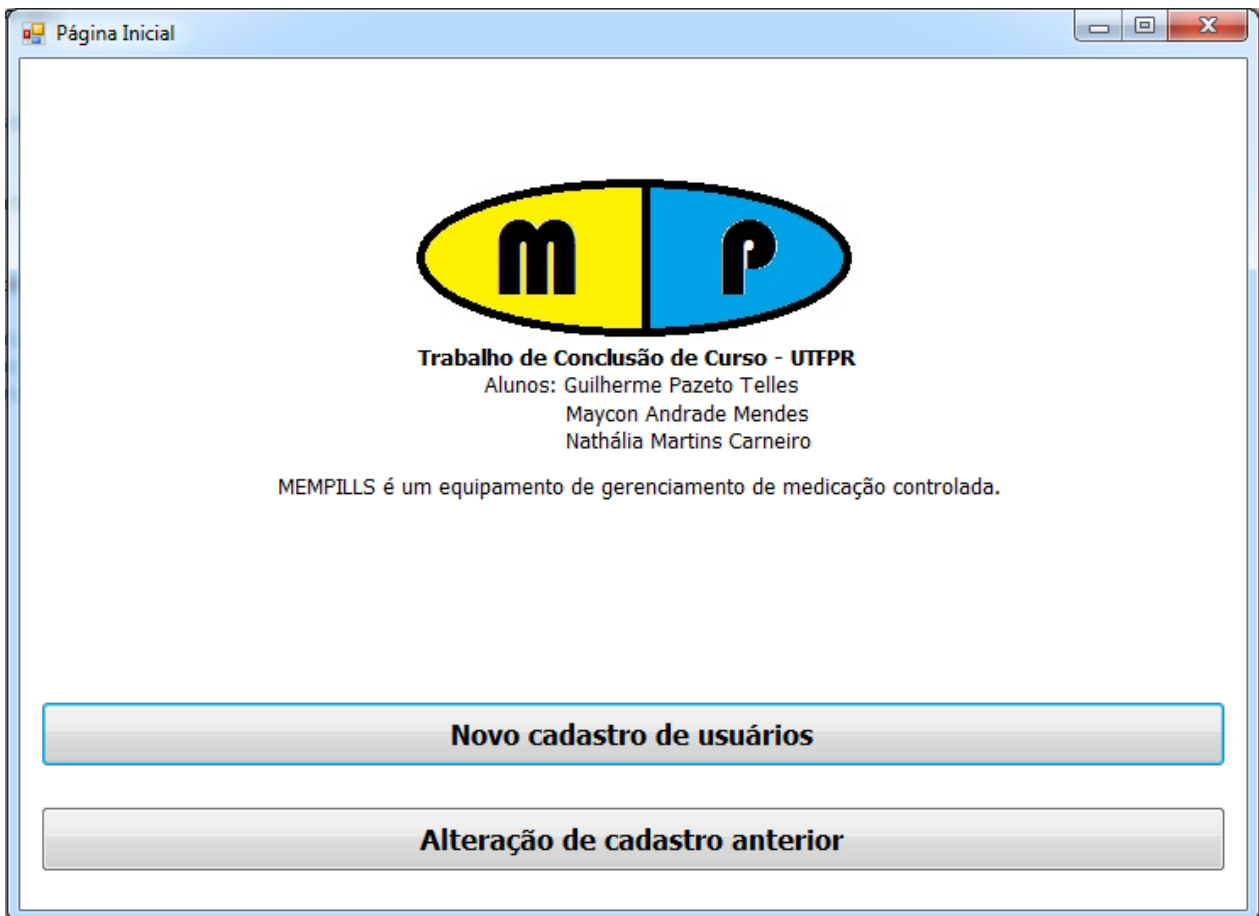 Página Inicial
m P
Trabalho de Conclusão de Curso - UTFPR
Alunos: Guilherme Pazeto Telles
Maycon Andrade Mendes
Nathália Martins Carneiro
MEMPILLS é um equipamento de gerenciamento de medicação controlada.
Novo cadastro de usuários
Alteração de cadastro anterior